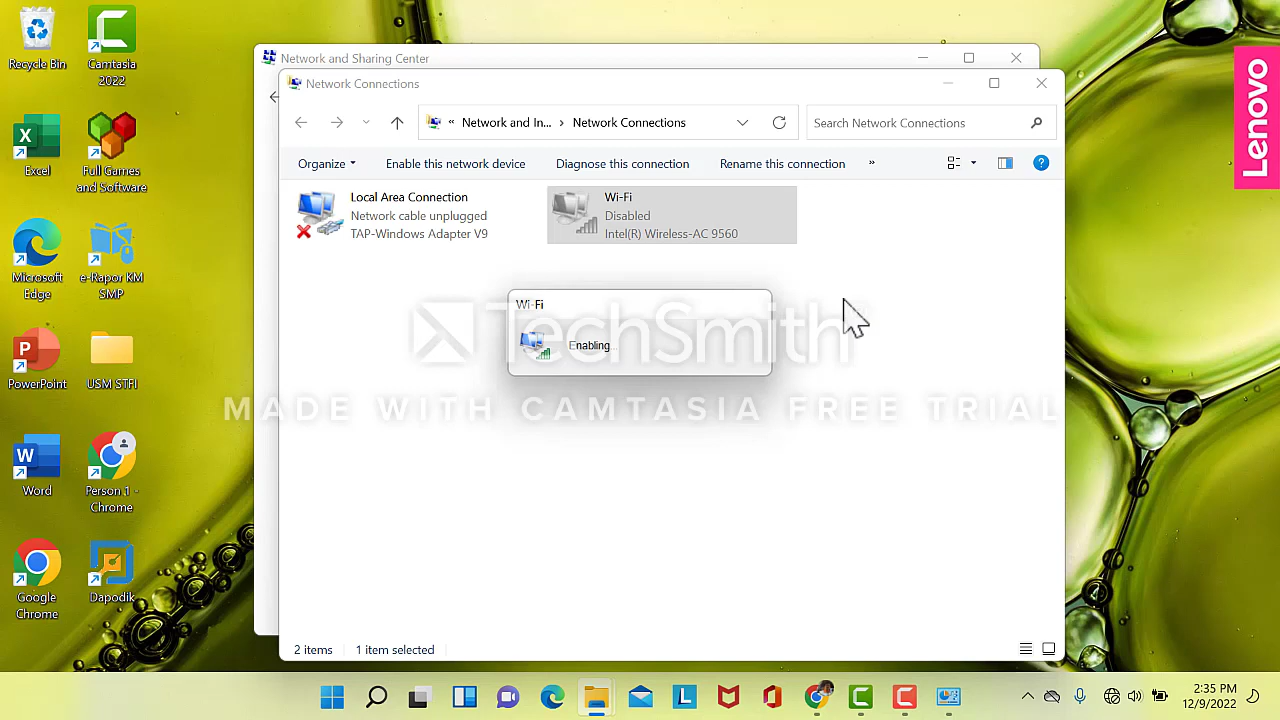 Recycle Bin
Camtasia
2022
Excel
Full Games
and Software
Microsoft
Edge
e-Rapor KM
SMP
PowerPoint
USM STFI
Word
Person 1 -
Chrome
Google
Chrome
Dapodik
Lenovo
Network and Sharing Center
Network Connections
« Network and In... › Network Connections
Search Network Connections
Organize
Enable this network device
Diagnose this connection
Rename this connection
»
Local Area Connection
Network cable unplugged
TAP-Windows Adapter V9
Wi-Fi
Disabled
Intel(R) Wireless-AC 9560
Wi-Fi
Enabling...
TechSmith
MADE WITH CAMTASIA FREE TRIAL
2 items
1 item selected
2:35 PM
12/9/2022